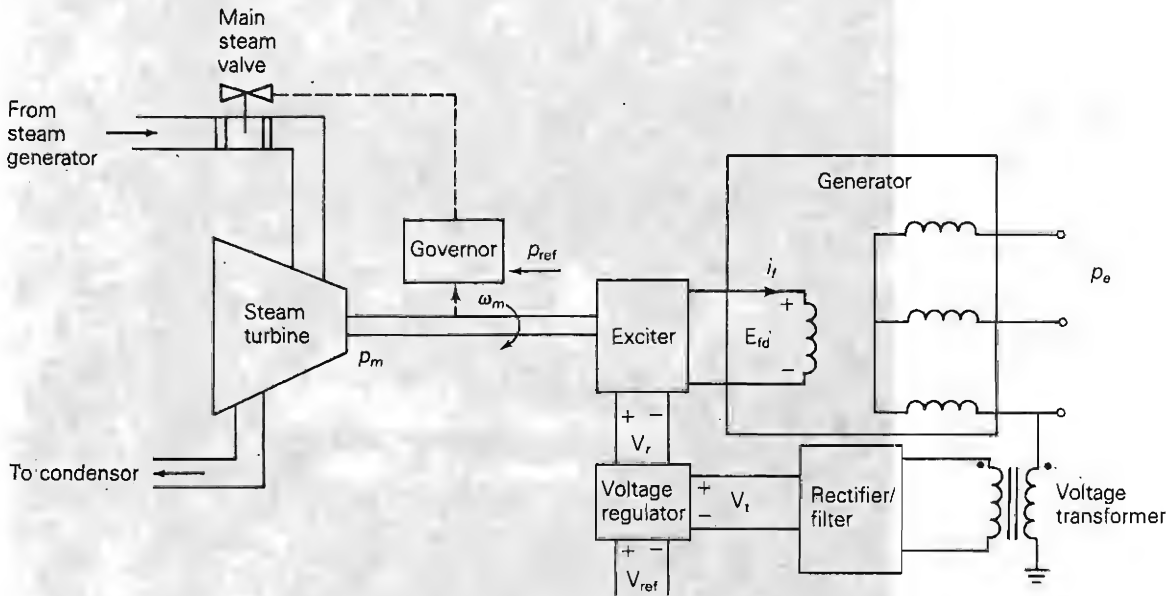 Main
steam
valve
From
steam
generator
Generator
Governor
p_ref
i_f
p_e
ω_m
+
Steam
turbine
Exciter
E_fd
p_m
−
+ −
V_r
To condensor
Voltage
regulator
+
−
V_t
Rectifier/
filter
Voltage
transformer
+ −
V_ref